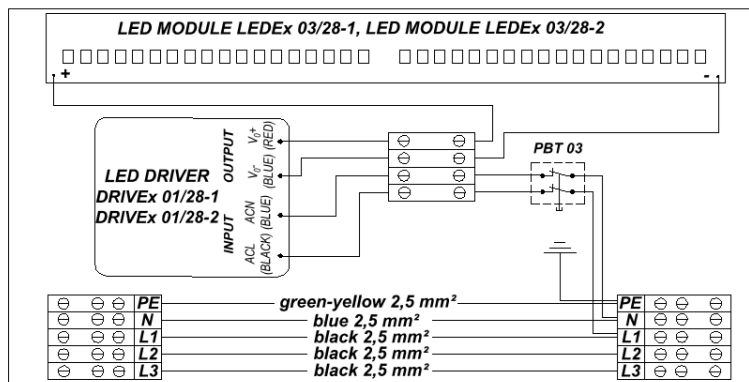 LED MODULE LEDEx 03/28-1, LED MODULE LEDEx 03/28-2
+ -
LED DRIVER
DRIVEx 01/28-1
DRIVEx 01/28-2
OUTPUT
INPUT
V₀+ (RED)
V₀- (BLUE)
ACN (BLUE)
ACL (BLACK)
PBT 03
PE green-yellow 2,5 mm² PE
N blue 2,5 mm² N
L1 black 2,5 mm² L1
L2 black 2,5 mm² L2
L3 black 2,5 mm² L3